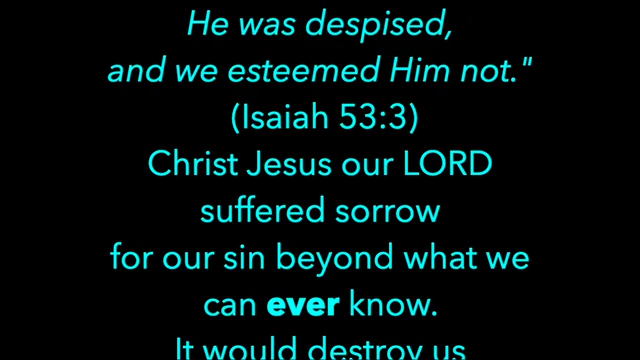 He was despised,
and we esteemed Him not."
(Isaiah 53:3)
Christ Jesus our LORD
suffered sorrow
for our sin beyond what we
can ever know.
It would destroy us